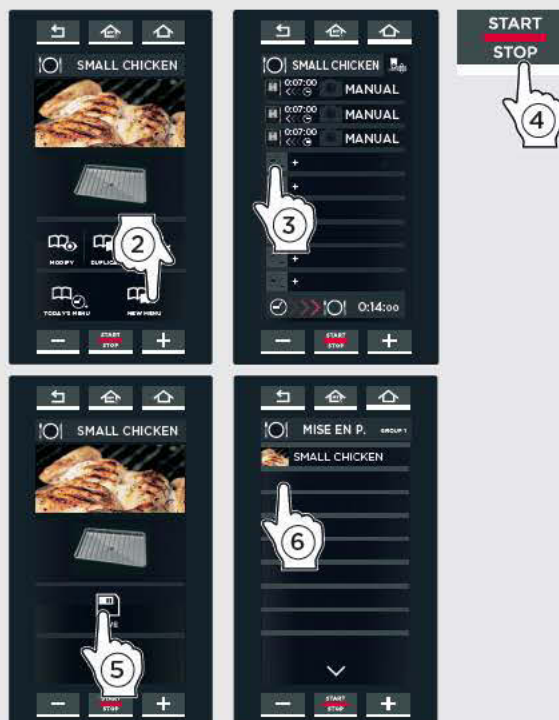 SMALL CHICKEN
2
MODIFY
TODAY'S MENU
NEW MENU
START
STOP
SMALL CHICKEN
0:07:00
MANUAL
0:07:00
MANUAL
0:07:00
MANUAL
+
+
3
+
0:14:00
START
STOP
START
STOP
4
SMALL CHICKEN
5
START
STOP
MISE EN P. GROUP 1
SMALL CHICKEN
6
START
STOP